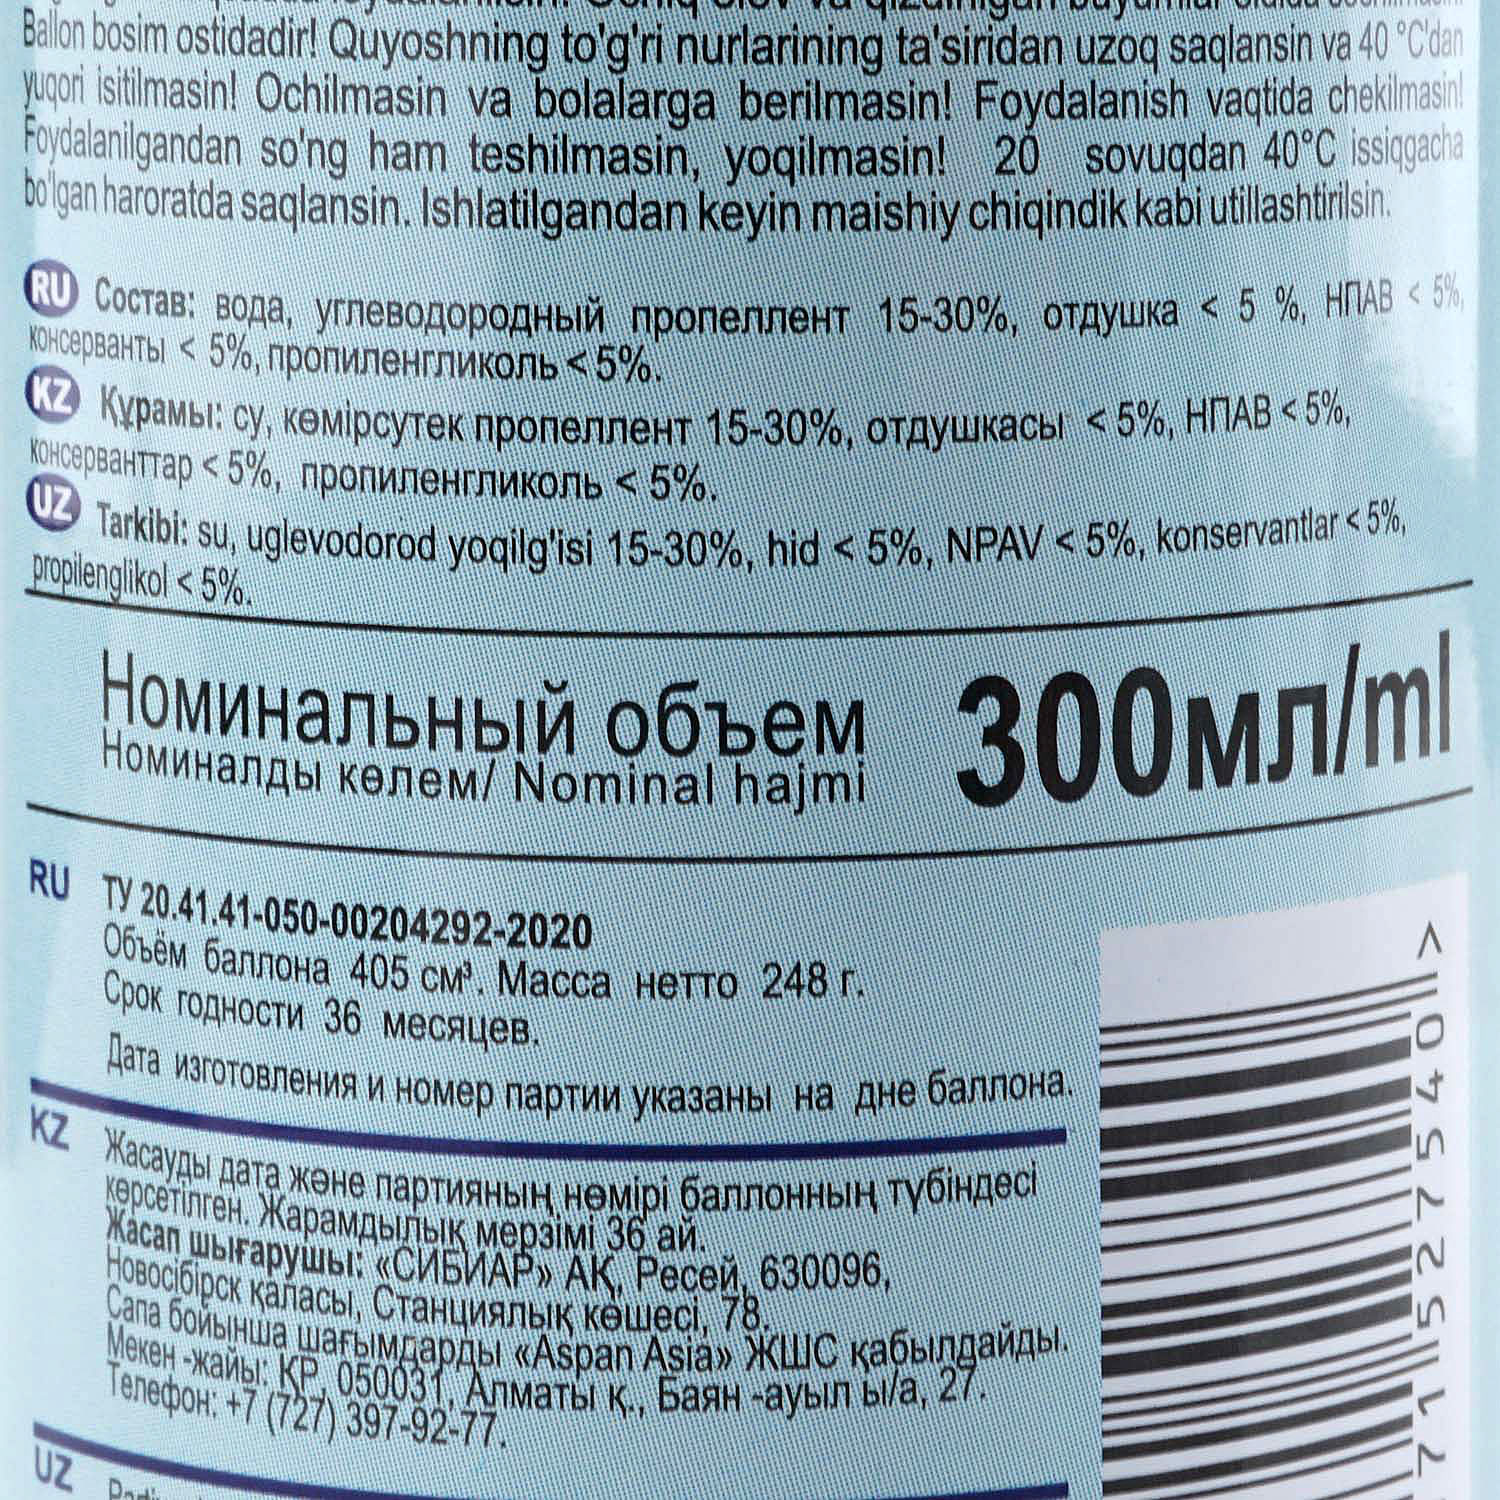 Ballon bosim ostidadir! Quyoshning to'g'ri nurlarining ta'siridan uzoq saqlansin va 40 °C'dan
yuqori isitilmasin! Ochilmasin va bolalarga berilmasin! Foydalanish vaqtida chekilmasin!
Foydalanilgandan so'ng ham teshilmasin, yoqilmasin! 20 sovuqdan 40°C issiqgacha
bo'lgan haroratda saqlansin. Ishlatilgandan keyin maishiy chiqindik kabi utillashtirilsin.
RU Состав: вода, углеводородный пропеллент 15-30%, отдушка < 5 %, НПАВ < 5%,
консерванты < 5%, пропиленгликоль < 5%.
KZ Құрамы: су, көмірсутек пропеллент 15-30%, отдушкасы < 5%, НПАВ < 5%,
консерванттар < 5%, пропиленгликоль < 5%.
UZ Tarkibi: su, uglevodorod yoqilg'isi 15-30%, hid < 5%, NPAV < 5%, konservantlar < 5%,
propilenglikol < 5%.
Номинальный объем 300мл/ml
Номиналды көлем/ Nominal hajmi
RU ТУ 20.41.41-050-00204292-2020
Объём баллона 405 см³. Масса нетто 248 г.
Срок годности 36 месяцев.
Дата изготовления и номер партии указаны на дне баллона.
KZ Жасауды дата және партияның нөмірі баллонның түбіндесі
көрсетілген. Жарамдылық мерзімі 36 ай.
Жасап шығарушы: «СИБИАР» АҚ, Ресей, 630096,
Новосібірск қаласы, Станциялық көшесі, 78.
Сапа бойынша шағымдарды «Aspan Asia» ЖШС қабылдайды.
Мекен -жайы: ҚР, 050031, Алматы қ., Баян -ауыл ы/а, 27.
Телефон: +7 (727) 397-92-77.
UZ
71527540 >